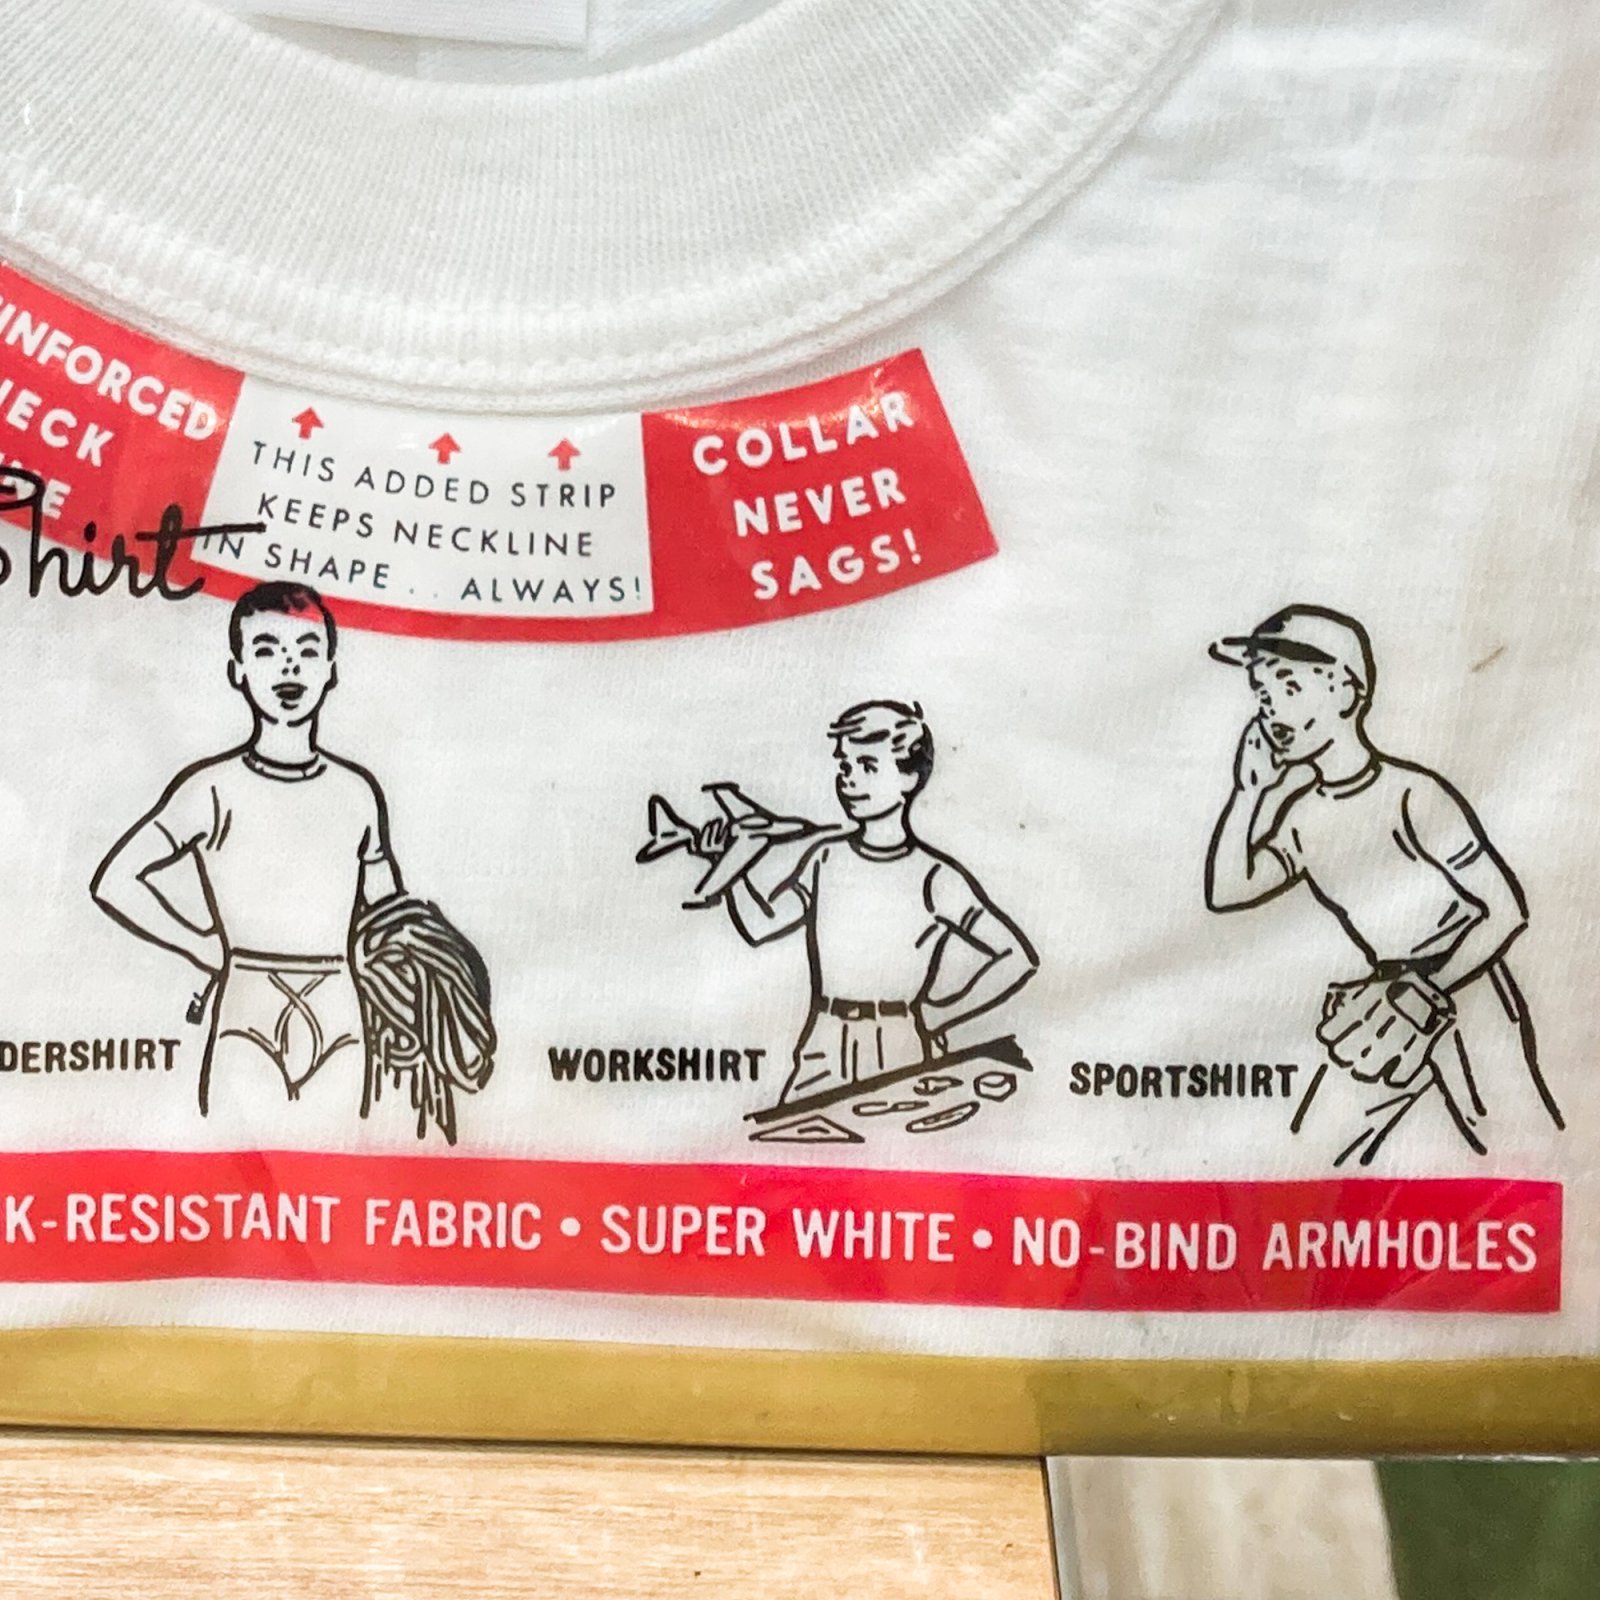 INFORCED
ECK
THIS ADDED STRIP
KEEPS NECKLINE
IN SHAPE . . ALWAYS!
COLLAR
NEVER
SAGS!
Shirt
DERSHIRT
WORKSHIRT
SPORTSHIRT
K-RESISTANT FABRIC • SUPER WHITE • NO-BIND ARMHOLES